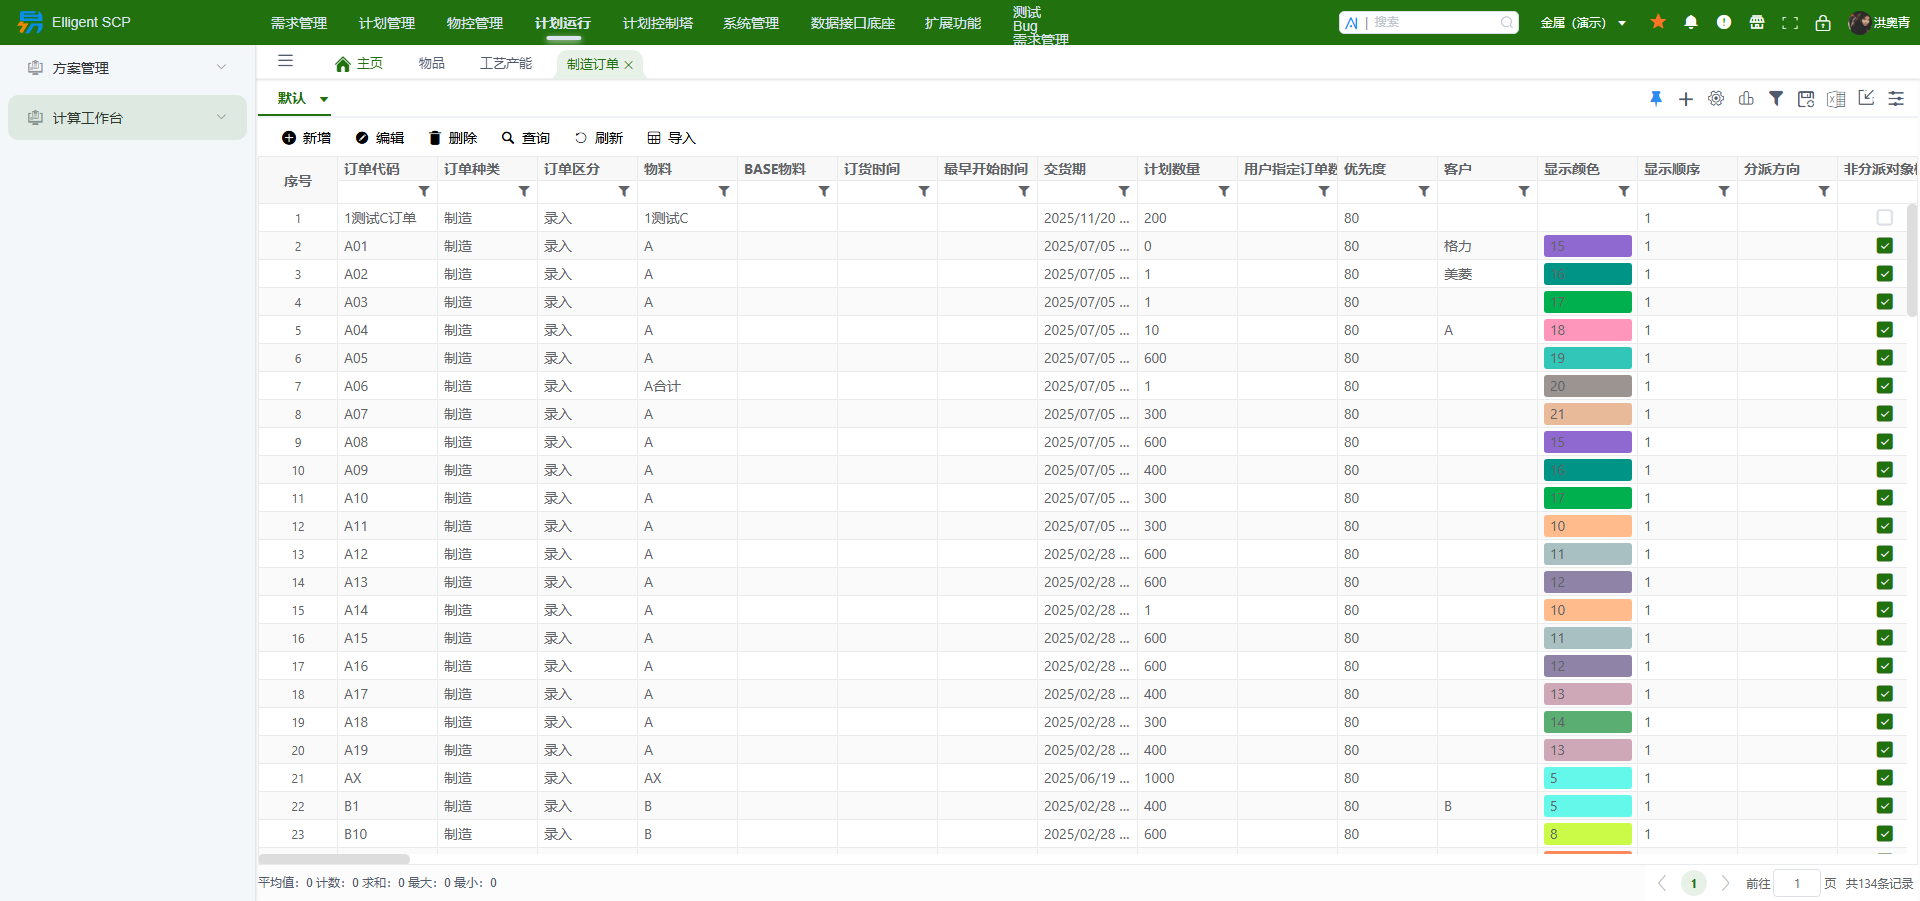 Elligent SCP
需求管理 计划管理 物控管理 计划运行 计划控制塔 系统管理 数据接口底座 扩展功能 测试Bug需求管理
AI | 搜索
金属（演示）
洪奥青
方案管理
计算工作台
主页 物品 工艺产能 制造订单
默认
新增 编辑 删除 查询 刷新 导入
序号 订单代码 订单种类 订单区分 物料 BASE物料 订货时间 最早开始时间 交货期 计划数量 用户指定订单数 优先度 客户 显示颜色 显示顺序 分派方向 非分派对象
1 1测试C订单 制造 录入 1测试C 2025/11/20 ... 200 80 1
2 A01 制造 录入 A 2025/07/05 ... 0 80 格力 15 1
3 A02 制造 录入 A 2025/07/05 ... 1 80 美菱 16 1
4 A03 制造 录入 A 2025/07/05 ... 1 80 17 1
5 A04 制造 录入 A 2025/07/05 ... 10 80 A 18 1
6 A05 制造 录入 A 2025/07/05 ... 600 80 19 1
7 A06 制造 录入 A合计 2025/07/05 ... 1 80 20 1
8 A07 制造 录入 A 2025/07/05 ... 300 80 21 1
9 A08 制造 录入 A 2025/07/05 ... 600 80 15 1
10 A09 制造 录入 A 2025/07/05 ... 400 80 16 1
11 A10 制造 录入 A 2025/07/05 ... 300 80 17 1
12 A11 制造 录入 A 2025/07/05 ... 300 80 10 1
13 A12 制造 录入 A 2025/02/28 ... 600 80 11 1
14 A13 制造 录入 A 2025/02/28 ... 600 80 12 1
15 A14 制造 录入 A 2025/02/28 ... 1 80 10 1
16 A15 制造 录入 A 2025/02/28 ... 600 80 11 1
17 A16 制造 录入 A 2025/02/28 ... 600 80 12 1
18 A17 制造 录入 A 2025/02/28 ... 400 80 13 1
19 A18 制造 录入 A 2025/02/28 ... 300 80 14 1
20 A19 制造 录入 A 2025/02/28 ... 400 80 13 1
21 AX 制造 录入 AX 2025/06/19 ... 1000 80 5 1
22 B1 制造 录入 B 2025/02/28 ... 400 80 B 5 1
23 B10 制造 录入 B 2025/02/28 ... 600 80 8 1
平均值：0 计数：0 求和：0 最大：0 最小：0
1 前往 1 页 共134条记录